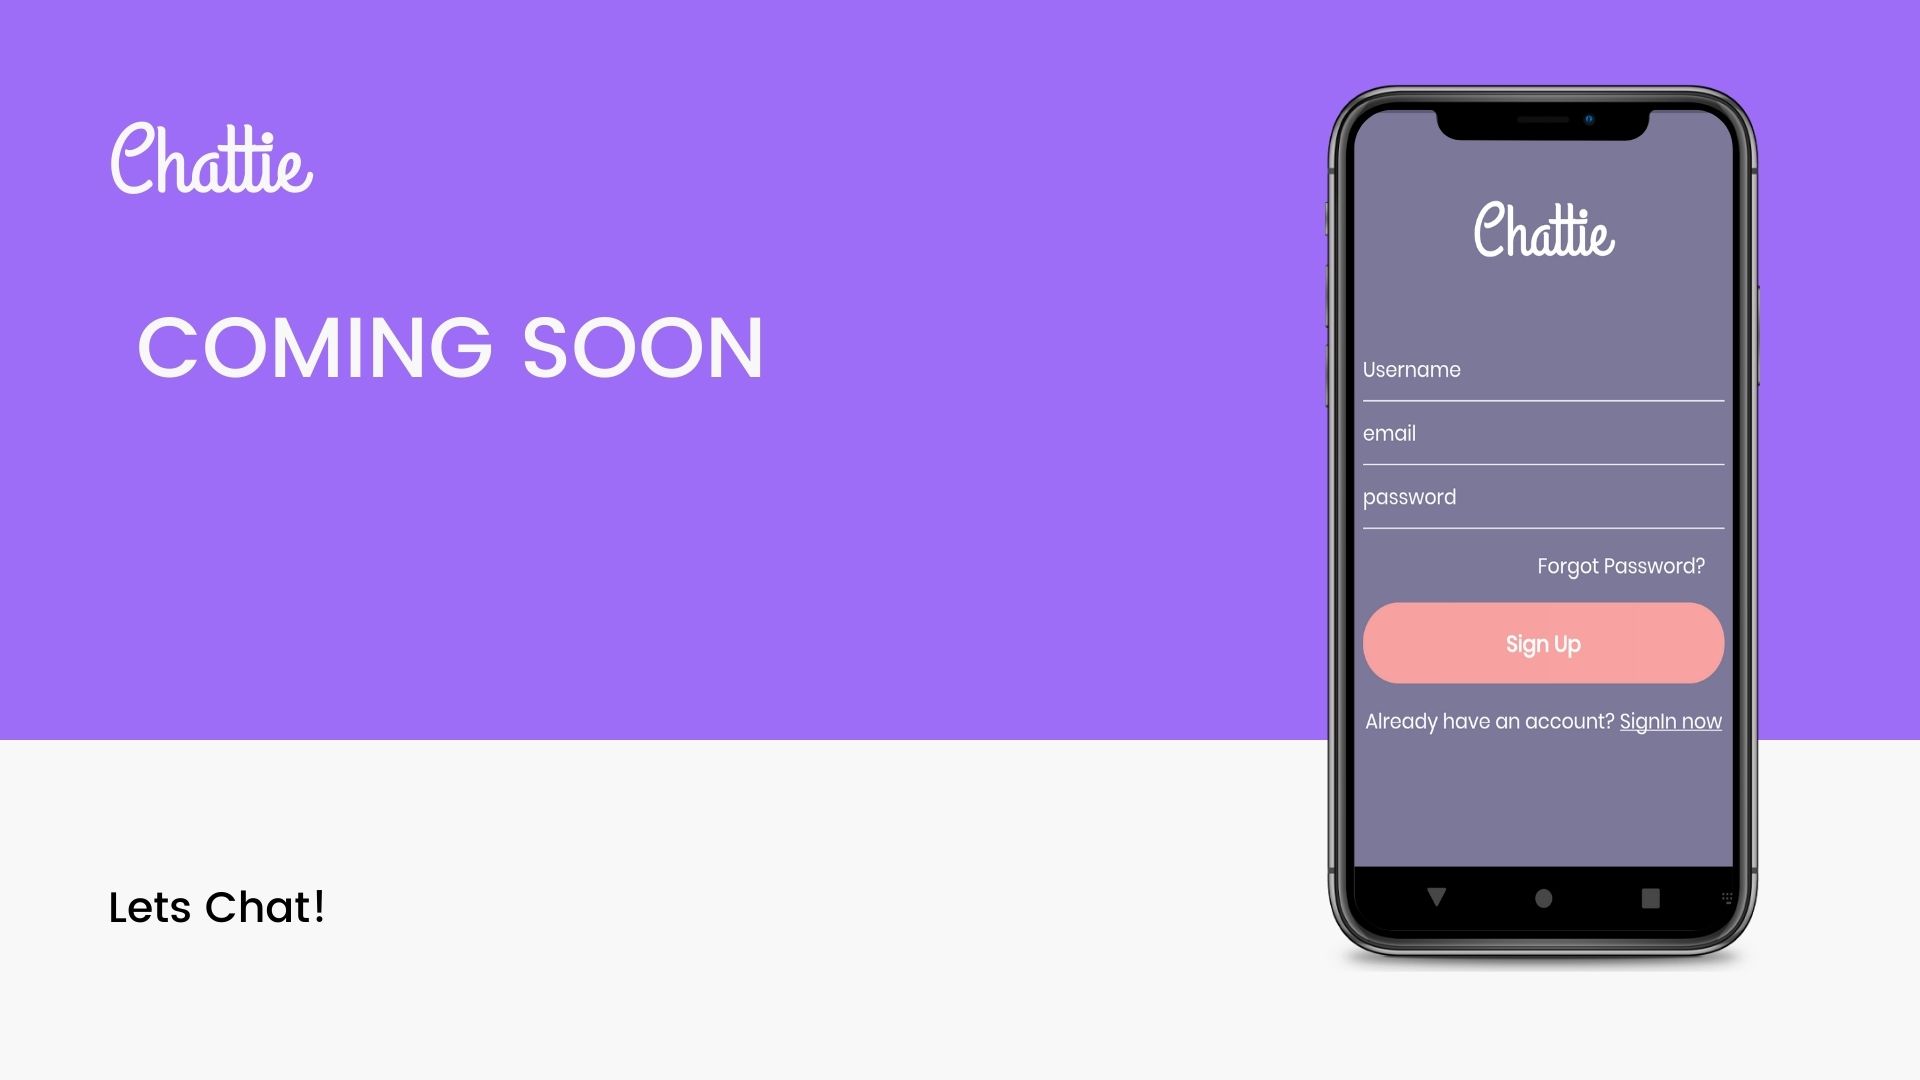 Chattie
COMING SOON
Lets Chat!
Chattie
Username
email
password
Forgot Password?
Sign Up
Already have an account? SignIn now